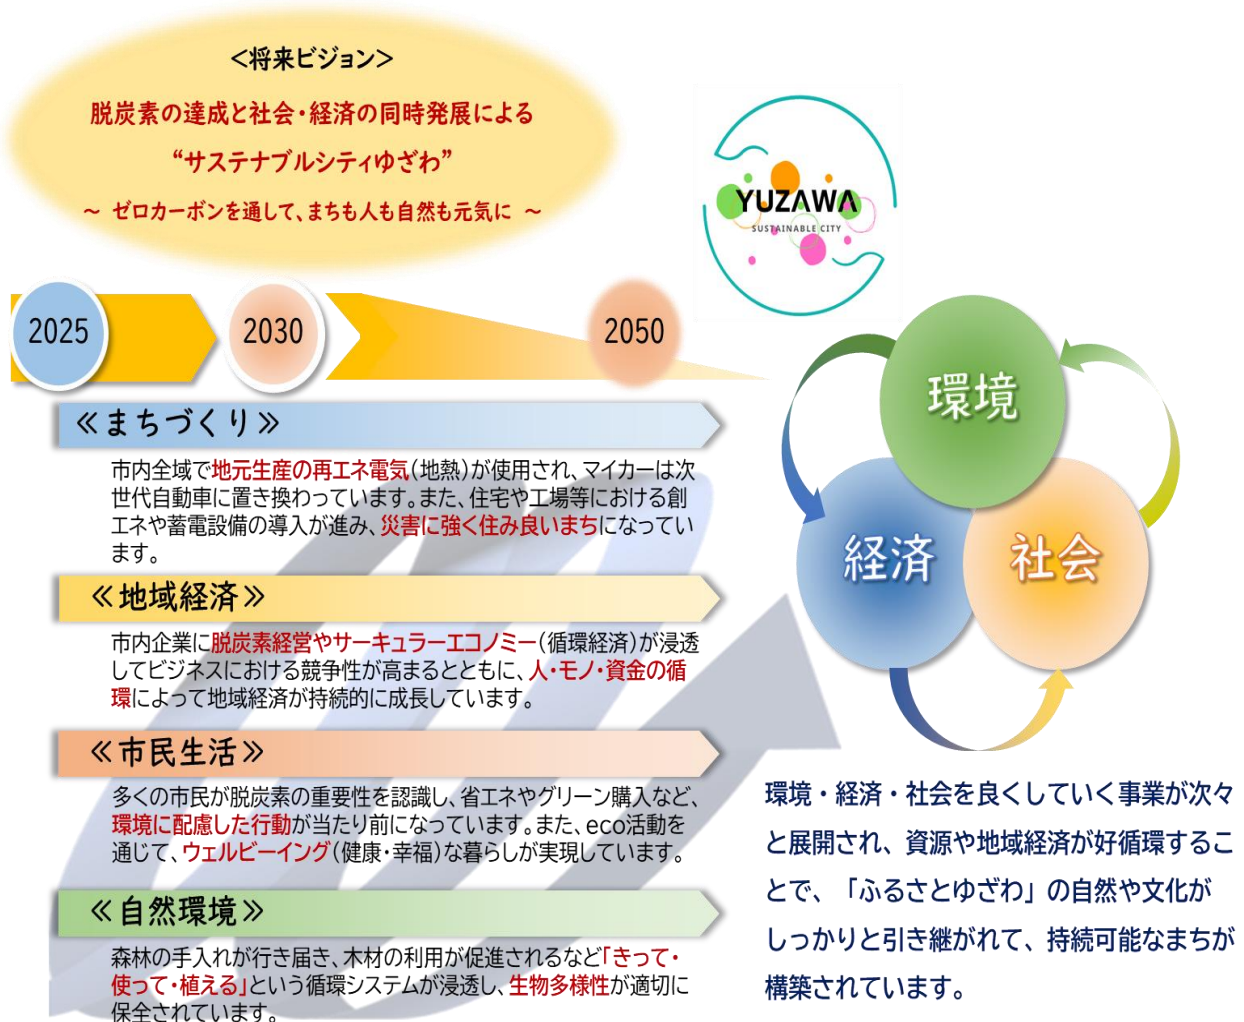 ＜将来ビジョン＞
脱炭素の達成と社会・経済の同時発展による
“サステナブルシティゆざわ”
～ ゼロカーボンを通して、まちも人も自然も元気に ～
YUZAWA
SUSTAINABLE CITY
2025
2030
2050
≪まちづくり≫
市内全域で地元生産の再エネ電気（地熱）が使用され、マイカーは次
世代自動車に置き換わっています。また、住宅や工場等における創
エネや蓄電設備の導入が進み、災害に強く住み良いまちになってい
ます。
≪地域経済≫
市内企業に脱炭素経営やサーキュラーエコノミー（循環経済）が浸透
してビジネスにおける競争性が高まるとともに、人・モノ・資金の循
環によって地域経済が持続的に成長しています。
≪市民生活≫
多くの市民が脱炭素の重要性を認識し、省エネやグリーン購入など、
環境に配慮した行動が当たり前になっています。また、eco活動を
通じて、ウェルビーイング（健康・幸福）な暮らしが実現しています。
≪自然環境≫
森林の手入れが行き届き、木材の利用が促進されるなど「きって・
使って・植える」という循環システムが浸透し、生物多様性が適切に
保全されています。
環境
経済
社会
環境・経済・社会を良くしていく事業が次々
と展開され、資源や地域経済が好循環するこ
とで、「ふるさとゆざわ」の自然や文化が
しっかりと引き継がれて、持続可能なまちが
構築されています。